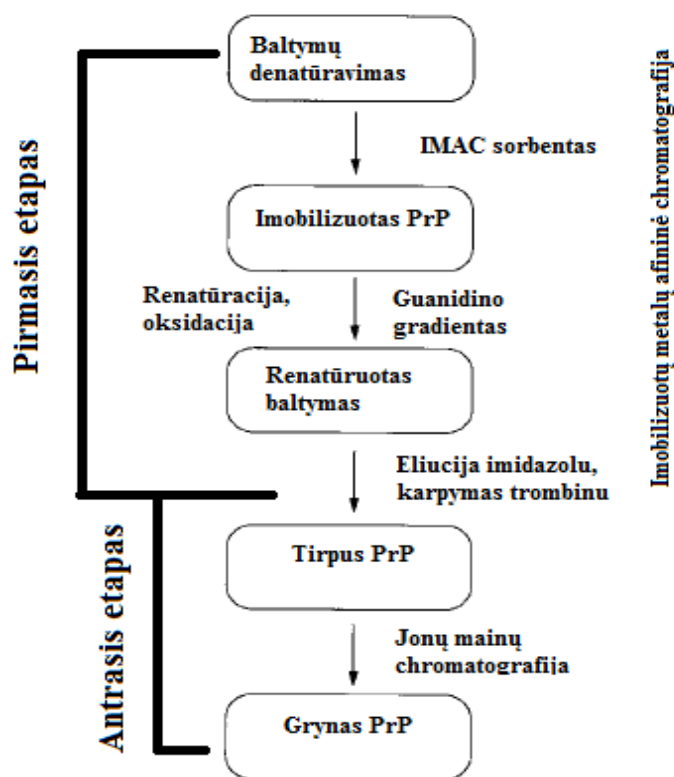 Baltymų
denatūravimas
IMAC sorbentas
Imobilizuotas PrP
Renatūracija,
oksidacija
Guanidino
gradientas
Renatūruotas
baltymas
Eliucija imidazolu,
karpymas trombinu
Tirpus PrP
Jonų mainų
chromatografija
Grynas PrP
Pirmasis etapas
Antrasis etapas
Imobilizuotų metalų afininė chromatografija